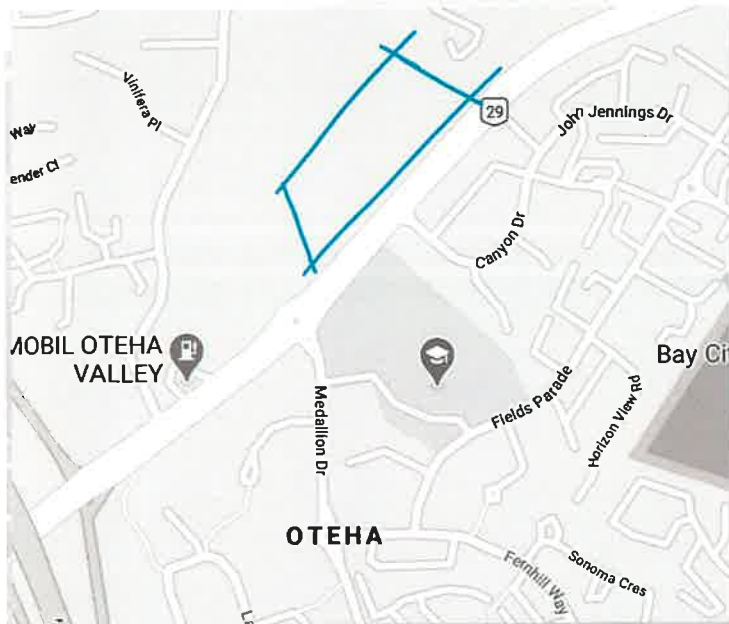 29
John Jennings Dr
Vinifera Pl
Way
ender Cl
Canyon Dr
MOBIL OTEHA
VALLEY
Bay Cit
Medallion Dr
Fields Parade
Horizon View Rd
OTEHA
Fernhill Way
Sonoma Cres